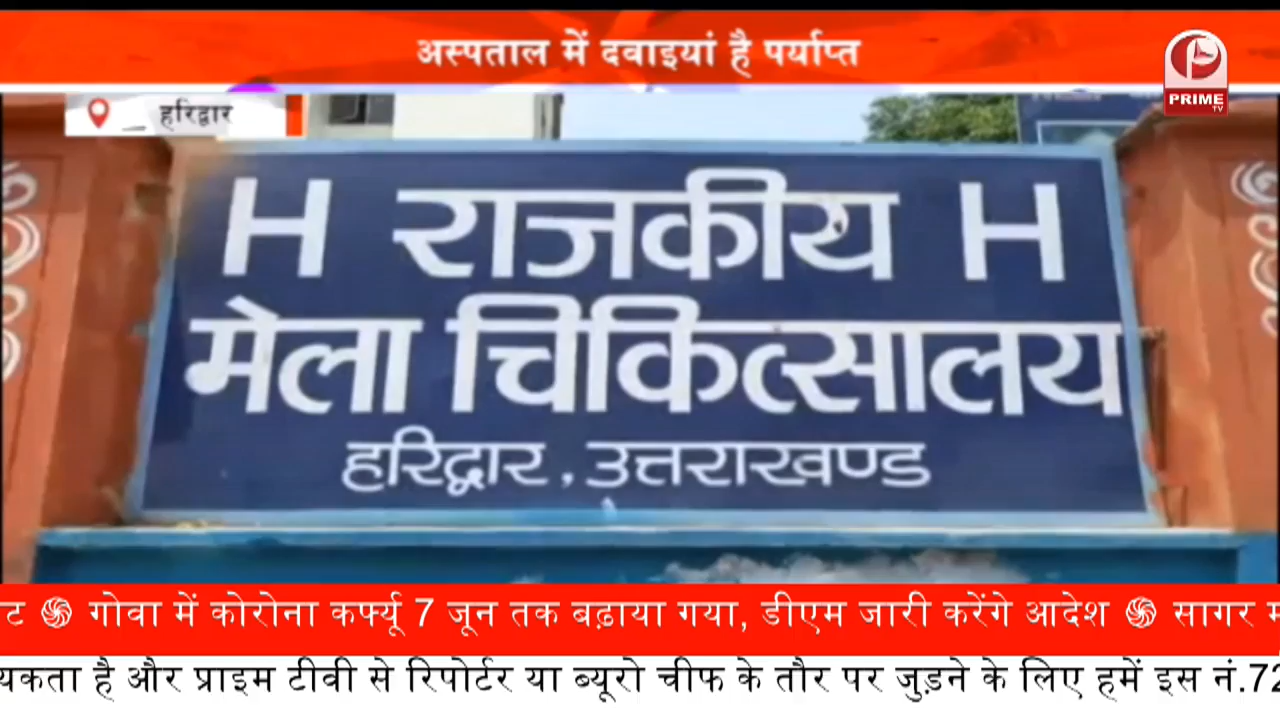 अस्पताल में दवाइयां है पर्याप्त
PRIME
TV
हरिद्वार
H राजकीय H
मेला चिकित्सालय
हरिद्वार, उत्तराखण्ड
गोवा में कोरोना कर्फ्यू 7 जून तक बढ़ाया गया, डीएम जारी करेंगे आदेश सागर
है और प्राइम टीवी से रिपोर्टर या ब्यूरो चीफ के तौर पर जुड़ने के लिए हमें इस नं.72